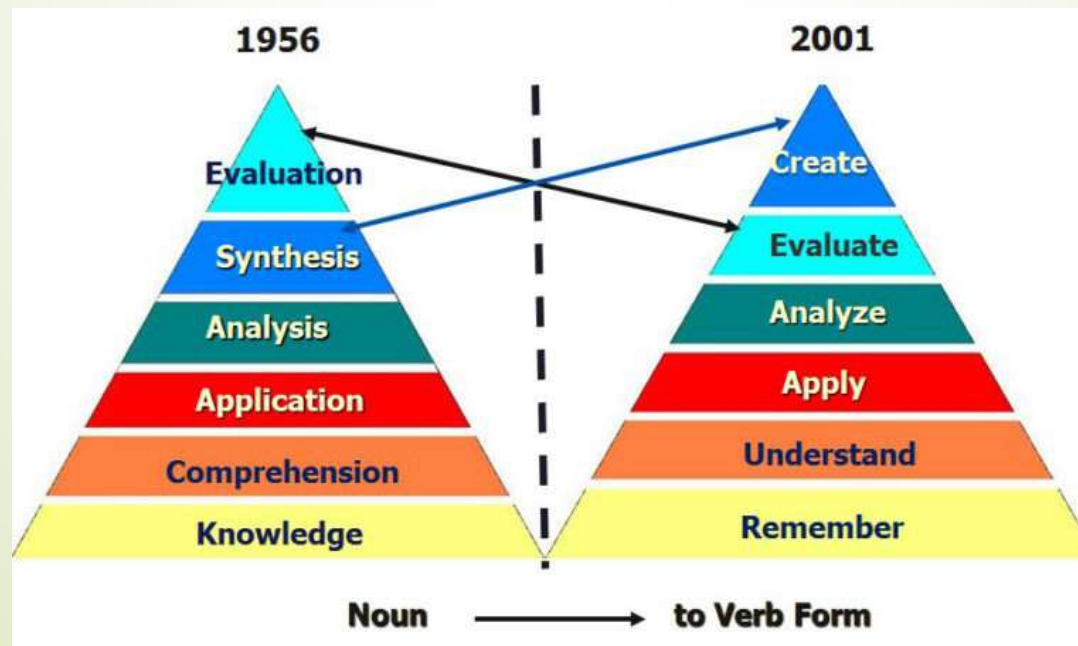 1956
2001
Evaluation
Synthesis
Analysis
Application
Comprehension
Knowledge
Create
Evaluate
Analyze
Apply
Understand
Remember
Noun to Verb Form